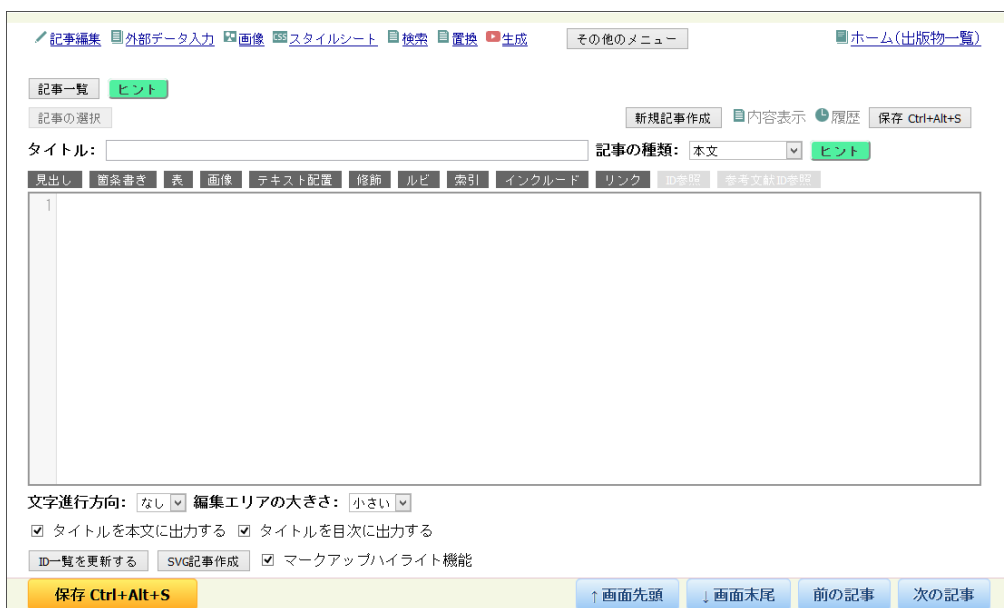 記事編集 外部データ入力 画像 CSS スタイルシート 検索 置換 生成 その他のメニュー ホーム(出版物一覧)
記事一覧 ヒント
記事の選択 新規記事作成 内容表示 履歴 保存 Ctrl+Alt+S
タイトル: 記事の種類: 本文 ヒント
見出し 箇条書き 表 画像 テキスト配置 修飾 ルビ 索引 インクルード リンク ID参照 参考文献ID参照
1
文字進行方向: なし 編集エリアの大きさ: 小さい
タイトルを本文に出力する タイトルを目次に出力する
ID一覧を更新する SVG記事作成 マークアップハイライト機能
保存 Ctrl+Alt+S ↑画面先頭 ↓画面末尾 前の記事 次の記事